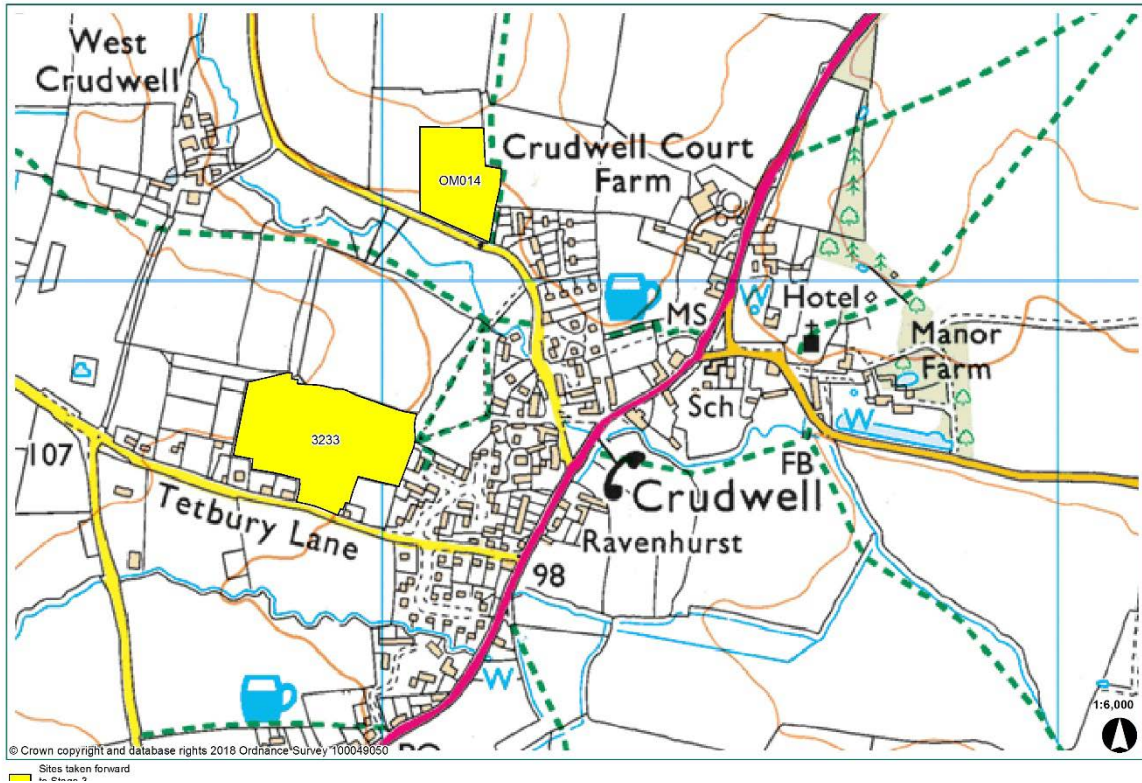 West
Crudwell
OM014
Crudwell Court
Farm
MS
W
Hotel
Manor
Farm
Sch
W
3233
107
Tetbury Lane
FB
Crudwell
Ravenhurst
98
W
1:6,000
© Crown copyright and database rights 2018 Ordnance Survey 100049050
Sites taken forward
to Stage 3